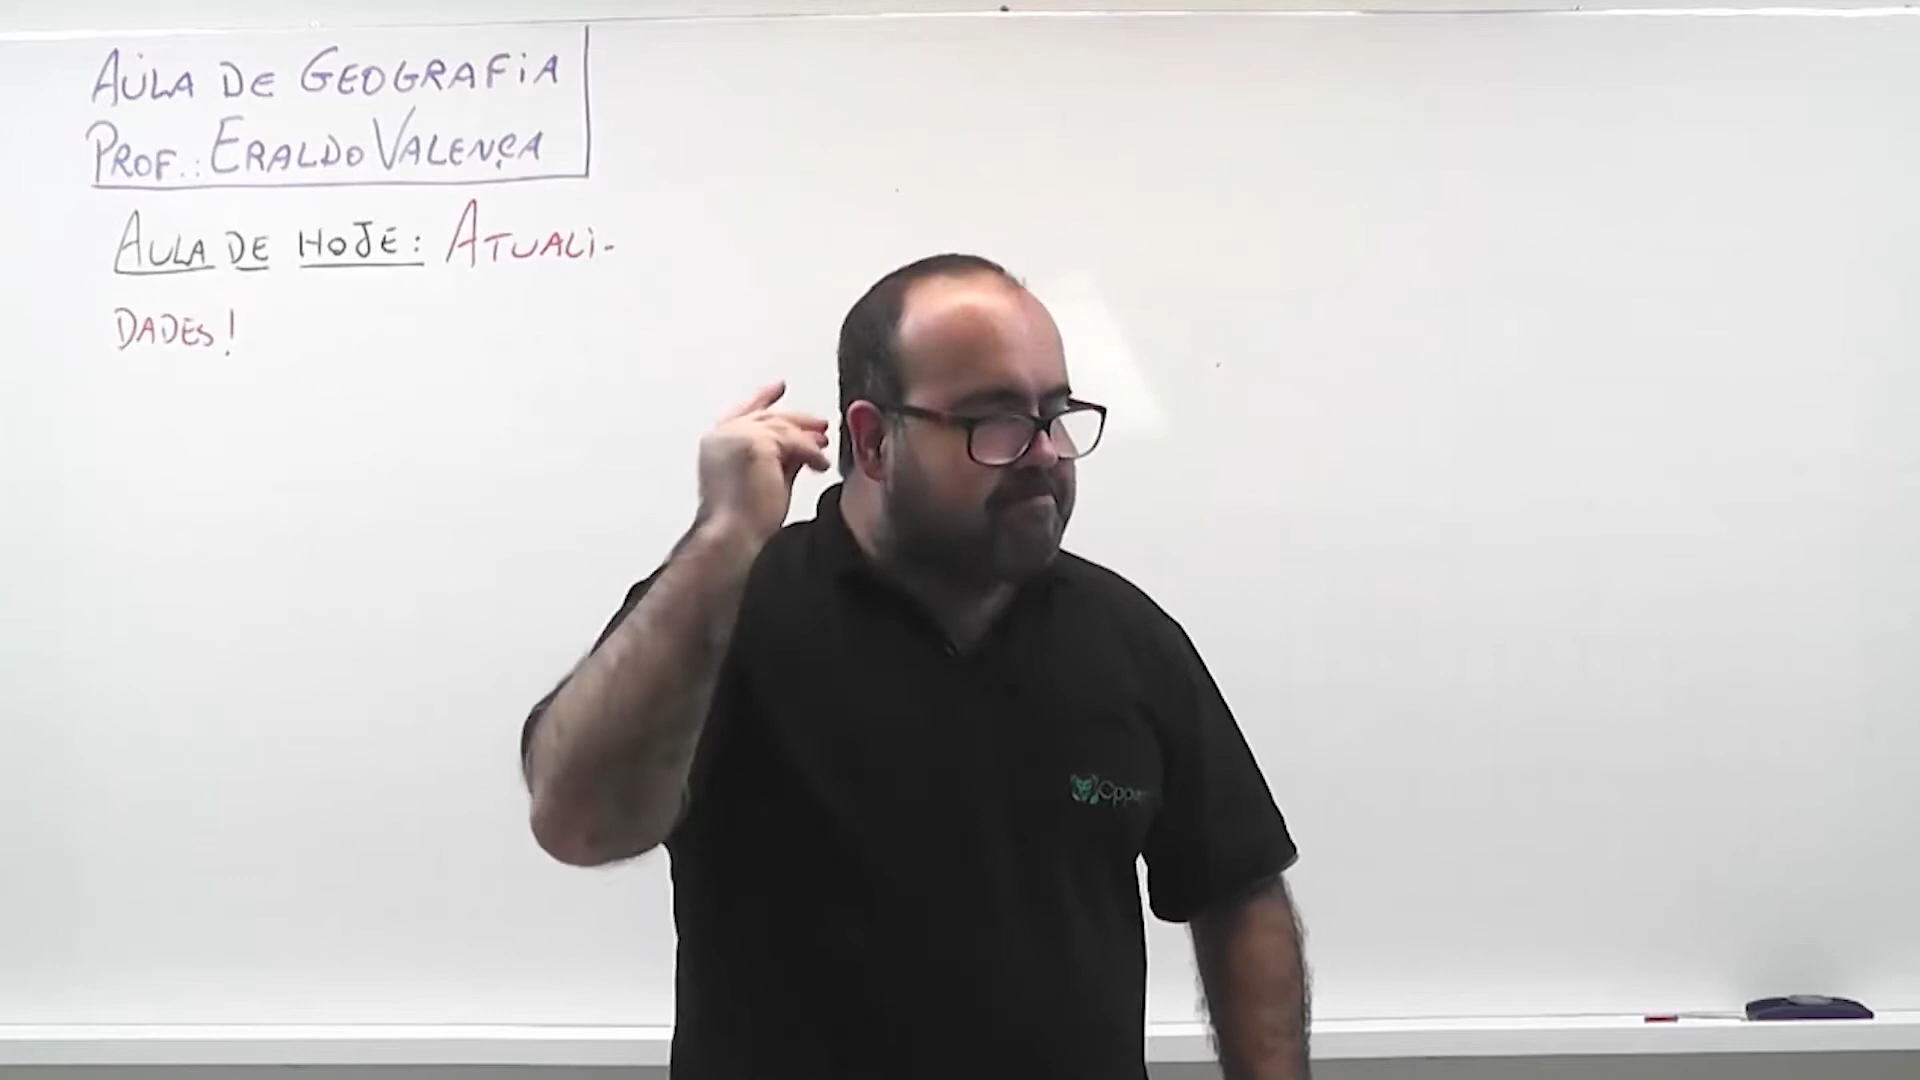 AULA DE GEOGRAFiA
PROF.: ERALDO VALENÇA
AULA DE HOJE: ATUALi-
DADES!